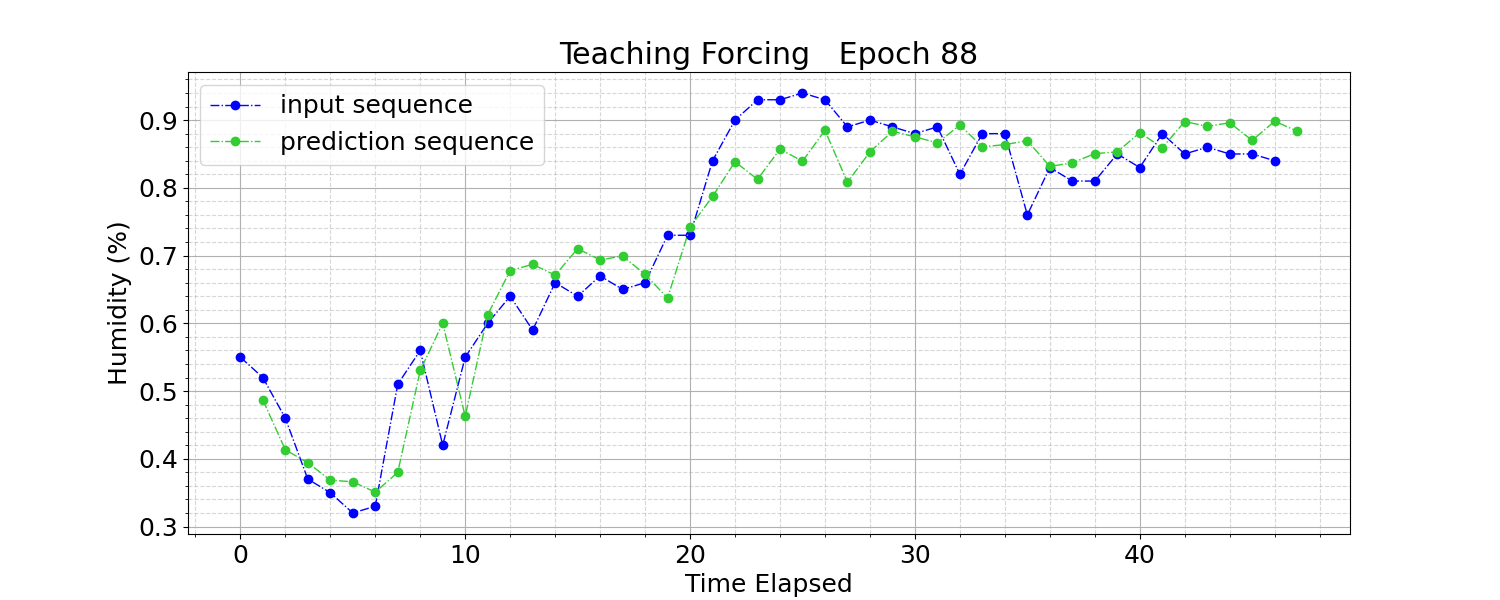 Teaching Forcing   Epoch 88
input sequence
prediction sequence
Humidity (%)
0.9
0.8
0.7
0.6
0.5
0.4
0.3
0 10 20 30 40
Time Elapsed